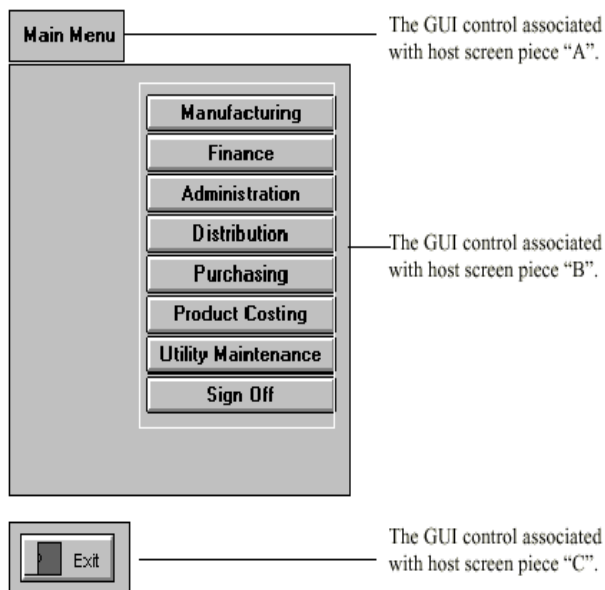 Main Menu
The GUI control associated
with host screen piece “A”.
Manufacturing
Finance
Administration
Distribution
Purchasing
Product Costing
Utility Maintenance
Sign Off
The GUI control associated
with host screen piece “B”.
Exit
The GUI control associated
with host screen piece “C”.